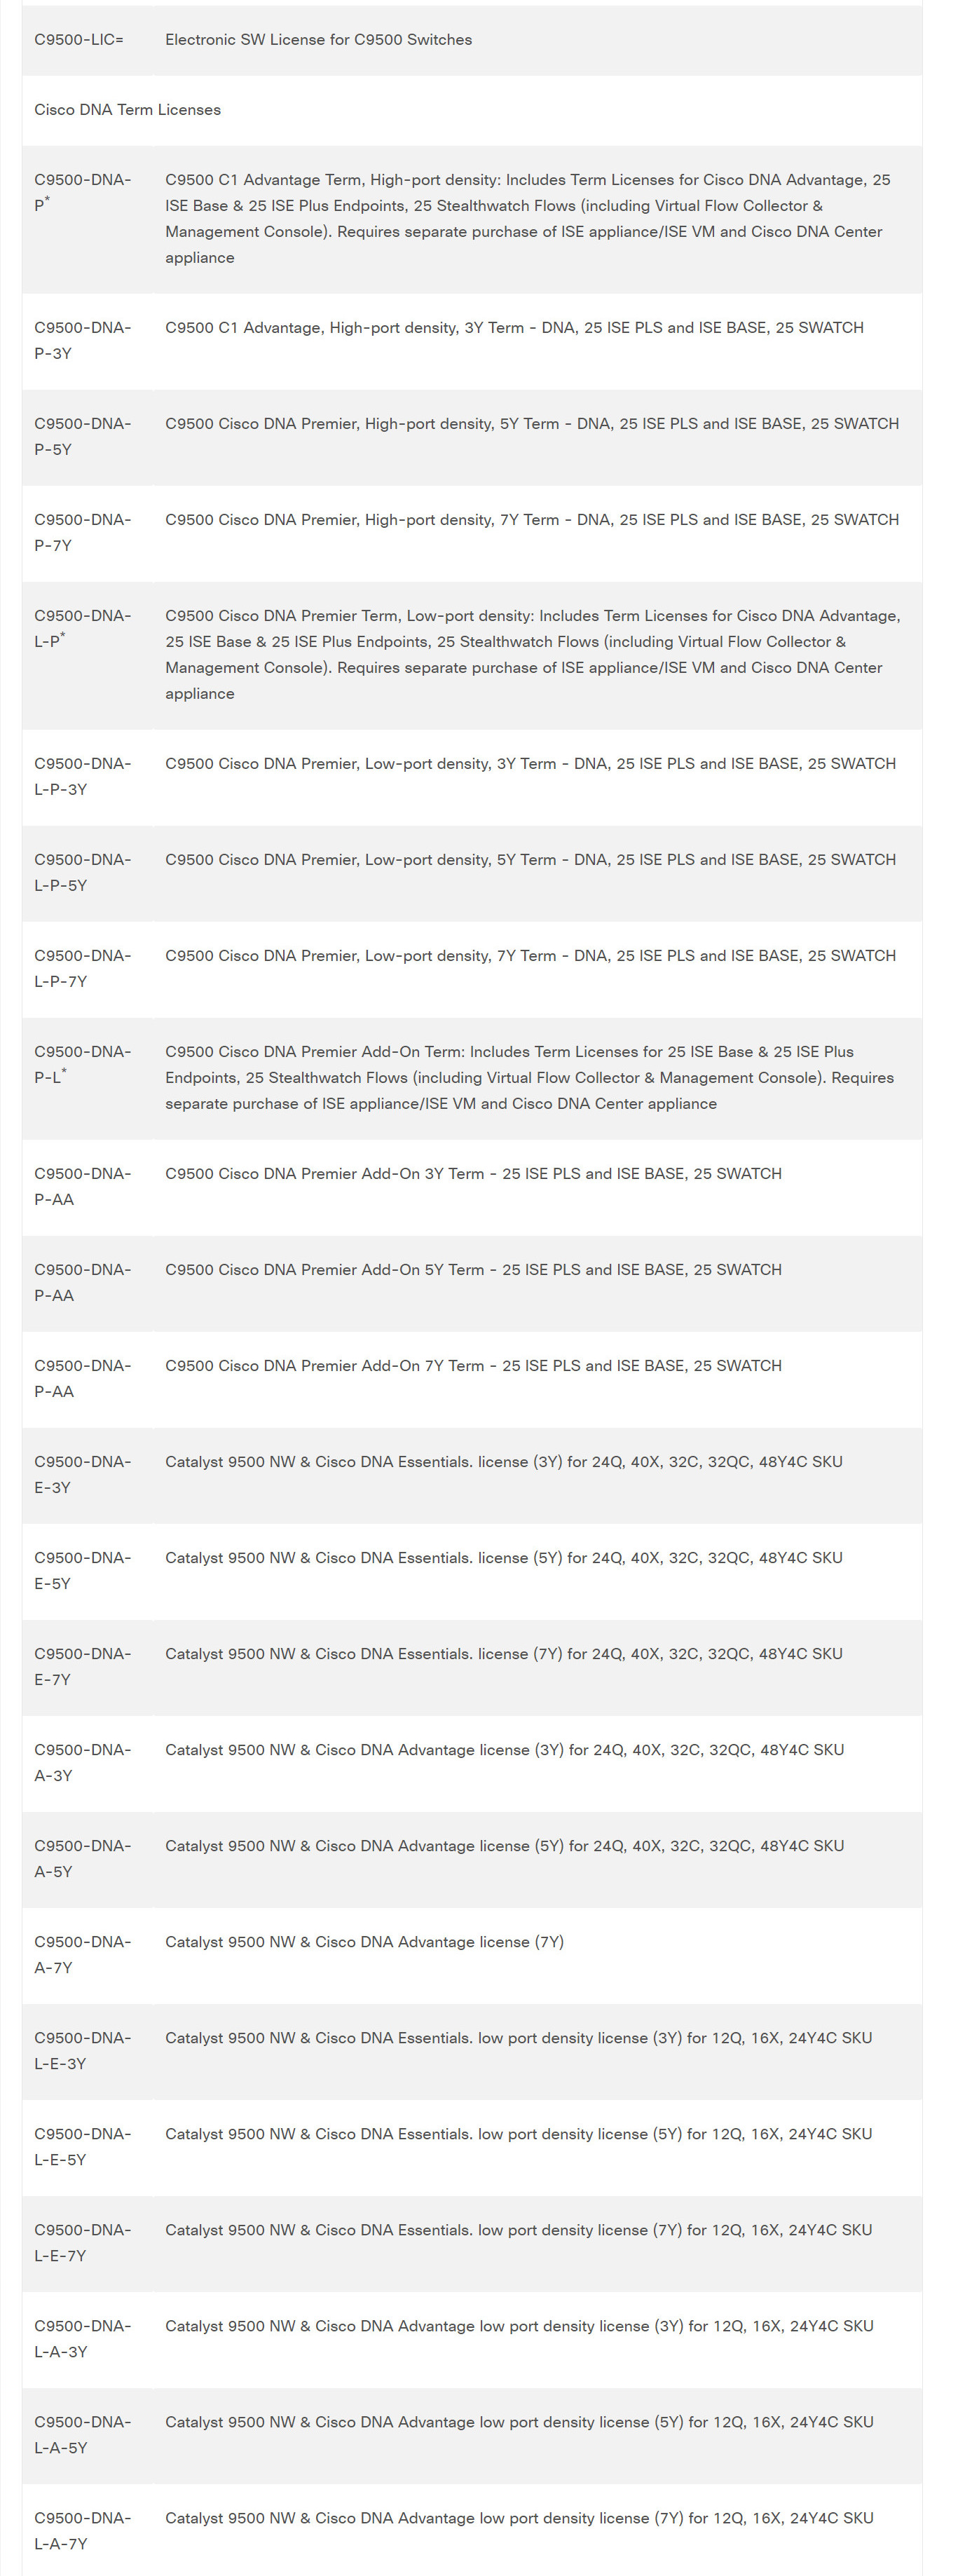 C9500-LIC=
Electronic SW License for C9500 Switches
Cisco DNA Term Licenses
C9500-DNA-
P*
C9500 C1 Advantage Term, High-port density: Includes Term Licenses for Cisco DNA Advantage, 25
ISE Base & 25 ISE Plus Endpoints, 25 Stealthwatch Flows (including Virtual Flow Collector &
Management Console). Requires separate purchase of ISE appliance/ISE VM and Cisco DNA Center
appliance
C9500-DNA-
P-3Y
C9500 C1 Advantage, High-port density, 3Y Term - DNA, 25 ISE PLS and ISE BASE, 25 SWATCH
C9500-DNA-
P-5Y
C9500 Cisco DNA Premier, High-port density, 5Y Term - DNA, 25 ISE PLS and ISE BASE, 25 SWATCH
C9500-DNA-
P-7Y
C9500 Cisco DNA Premier, High-port density, 7Y Term - DNA, 25 ISE PLS and ISE BASE, 25 SWATCH
C9500-DNA-
L-P*
C9500 Cisco DNA Premier Term, Low-port density: Includes Term Licenses for Cisco DNA Advantage,
25 ISE Base & 25 ISE Plus Endpoints, 25 Stealthwatch Flows (including Virtual Flow Collector &
Management Console). Requires separate purchase of ISE appliance/ISE VM and Cisco DNA Center
appliance
C9500-DNA-
L-P-3Y
C9500 Cisco DNA Premier, Low-port density, 3Y Term - DNA, 25 ISE PLS and ISE BASE, 25 SWATCH
C9500-DNA-
L-P-5Y
C9500 Cisco DNA Premier, Low-port density, 5Y Term - DNA, 25 ISE PLS and ISE BASE, 25 SWATCH
C9500-DNA-
L-P-7Y
C9500 Cisco DNA Premier, Low-port density, 7Y Term - DNA, 25 ISE PLS and ISE BASE, 25 SWATCH
C9500-DNA-
P-L*
C9500 Cisco DNA Premier Add-On Term: Includes Term Licenses for 25 ISE Base & 25 ISE Plus
Endpoints, 25 Stealthwatch Flows (including Virtual Flow Collector & Management Console). Requires
separate purchase of ISE appliance/ISE VM and Cisco DNA Center appliance
C9500-DNA-
P-AA
C9500 Cisco DNA Premier Add-On 3Y Term - 25 ISE PLS and ISE BASE, 25 SWATCH
C9500-DNA-
P-AA
C9500 Cisco DNA Premier Add-On 5Y Term - 25 ISE PLS and ISE BASE, 25 SWATCH
C9500-DNA-
P-AA
C9500 Cisco DNA Premier Add-On 7Y Term - 25 ISE PLS and ISE BASE, 25 SWATCH
C9500-DNA-
E-3Y
Catalyst 9500 NW & Cisco DNA Essentials. license (3Y) for 24Q, 40X, 32C, 32QC, 48Y4C SKU
C9500-DNA-
E-5Y
Catalyst 9500 NW & Cisco DNA Essentials. license (5Y) for 24Q, 40X, 32C, 32QC, 48Y4C SKU
C9500-DNA-
E-7Y
Catalyst 9500 NW & Cisco DNA Essentials. license (7Y) for 24Q, 40X, 32C, 32QC, 48Y4C SKU
C9500-DNA-
A-3Y
Catalyst 9500 NW & Cisco DNA Advantage license (3Y) for 24Q, 40X, 32C, 32QC, 48Y4C SKU
C9500-DNA-
A-5Y
Catalyst 9500 NW & Cisco DNA Advantage license (5Y) for 24Q, 40X, 32C, 32QC, 48Y4C SKU
C9500-DNA-
A-7Y
Catalyst 9500 NW & Cisco DNA Advantage license (7Y)
C9500-DNA-
L-E-3Y
Catalyst 9500 NW & Cisco DNA Essentials. low port density license (3Y) for 12Q, 16X, 24Y4C SKU
C9500-DNA-
L-E-5Y
Catalyst 9500 NW & Cisco DNA Essentials. low port density license (5Y) for 12Q, 16X, 24Y4C SKU
C9500-DNA-
L-E-7Y
Catalyst 9500 NW & Cisco DNA Essentials. low port density license (7Y) for 12Q, 16X, 24Y4C SKU
C9500-DNA-
L-A-3Y
Catalyst 9500 NW & Cisco DNA Advantage low port density license (3Y) for 12Q, 16X, 24Y4C SKU
C9500-DNA-
L-A-5Y
Catalyst 9500 NW & Cisco DNA Advantage low port density license (5Y) for 12Q, 16X, 24Y4C SKU
C9500-DNA-
L-A-7Y
Catalyst 9500 NW & Cisco DNA Advantage low port density license (7Y) for 12Q, 16X, 24Y4C SKU